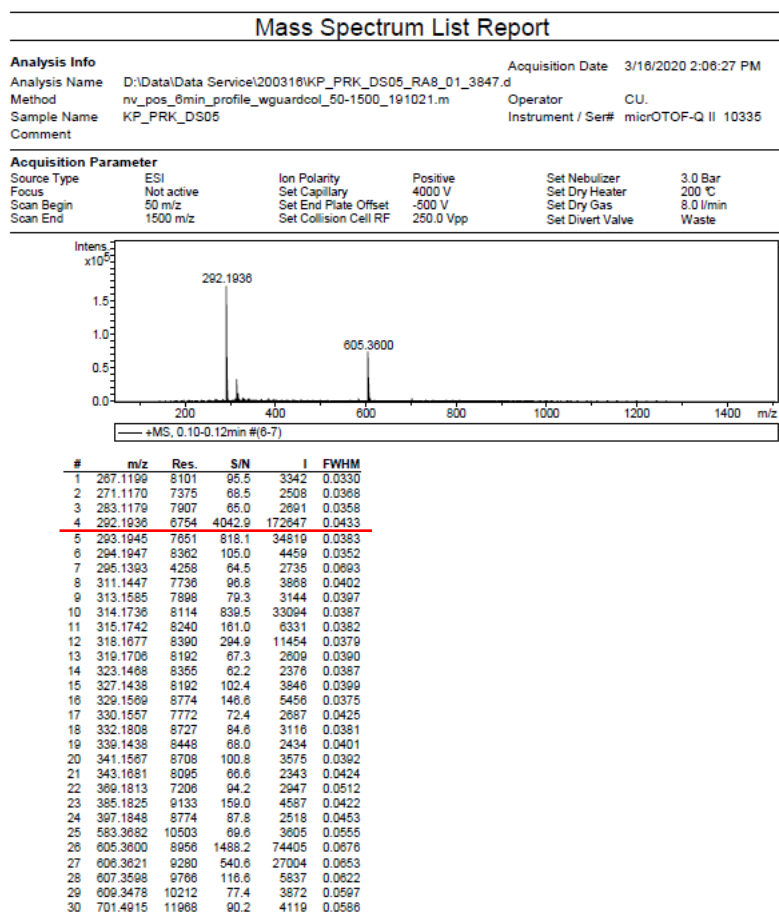 Mass Spectrum List Report
Analysis Info
Acquisition Date 3/16/2020 2:06:27 PM
Analysis Name D:\Data\Data Service\200316\KP_PRK_DS05_RA8_01_3847.d
Method nv_pos_6min_profile_wguardcol_50-1500_191021.m Operator CU.
Sample Name KP_PRK_DS05 Instrument / Ser# micrOTOF-Q II 10335
Comment
Acquisition Parameter
Source Type ESI Ion Polarity Positive Set Nebulizer 3.0 Bar
Focus Not active Set Capillary 4000 V Set Dry Heater 200 °C
Scan Begin 50 m/z Set End Plate Offset -500 V Set Dry Gas 8.0 l/min
Scan End 1500 m/z Set Collision Cell RF 250.0 Vpp Set Divert Valve Waste
Intens.
x10⁵
292.1936
1.5
1.0
605.3600
0.5
0.0
200 400 600 800 1000 1200 1400 m/z
+MS, 0.10-0.12min #(6-7)
# m/z Res. S/N I FWHM
1 267.1199 8101 95.5 3342 0.0330
2 271.1170 7375 68.5 2508 0.0368
3 283.1179 7907 65.0 2691 0.0358
4 292.1936 6754 4042.9 172647 0.0433
5 293.1945 7651 818.1 34819 0.0383
6 294.1947 8362 105.0 4459 0.0352
7 295.1393 4258 64.5 2735 0.0693
8 311.1447 7736 96.8 3868 0.0402
9 313.1585 7898 79.3 3144 0.0397
10 314.1736 8114 839.5 33094 0.0387
11 315.1742 8240 161.0 6331 0.0382
12 318.1677 8390 294.9 11454 0.0379
13 319.1706 8192 67.3 2609 0.0390
14 323.1468 8355 62.2 2376 0.0387
15 327.1438 8192 102.4 3846 0.0399
16 329.1569 8774 146.6 5456 0.0375
17 330.1557 7772 72.4 2687 0.0425
18 332.1808 8727 84.6 3116 0.0381
19 339.1438 8448 68.0 2434 0.0401
20 341.1567 8708 100.8 3575 0.0392
21 343.1681 8095 66.6 2343 0.0424
22 369.1813 7206 94.2 2947 0.0512
23 385.1825 9133 159.0 4587 0.0422
24 397.1848 8774 87.8 2518 0.0453
25 583.3682 10503 69.6 3605 0.0555
26 605.3600 8956 1488.2 74405 0.0676
27 606.3621 9280 540.6 27004 0.0653
28 607.3598 9766 116.6 5837 0.0622
29 609.3478 10212 77.4 3872 0.0597
30 701.4915 11968 90.2 4119 0.0586